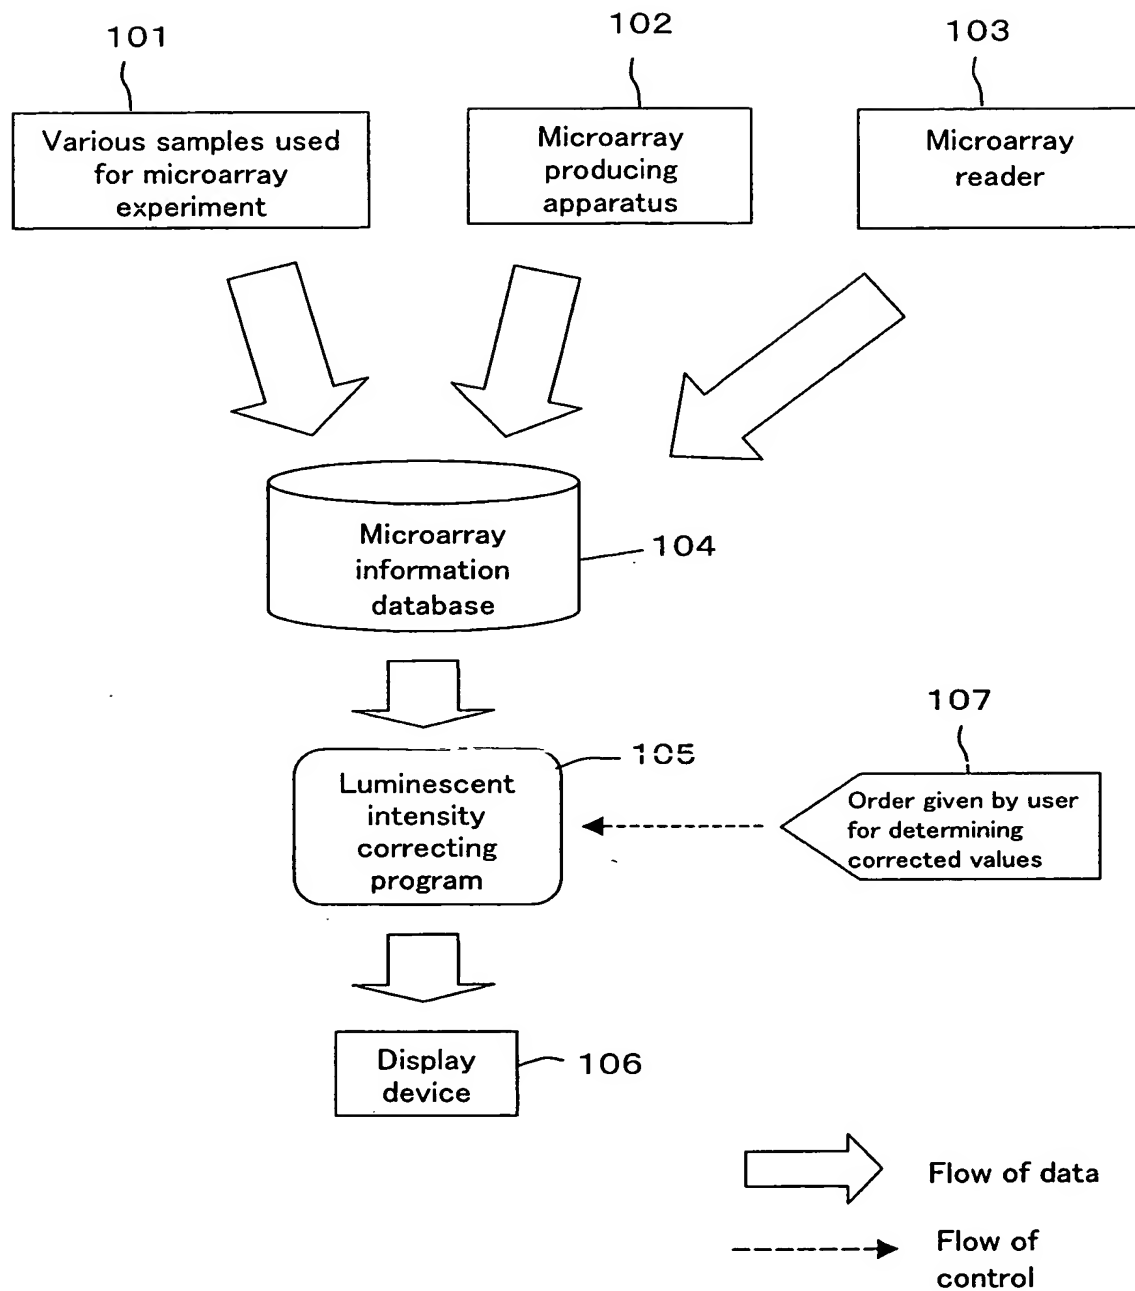 101
102
103
Various samples used
for microarray
experiment
Microarray
producing
apparatus
Microarray
reader
Microarray
information
database
104
107
105
Luminescent
intensity
correcting
program
Order given by user
for determining
corrected values
Display
device
106
Flow of data
Flow of
control